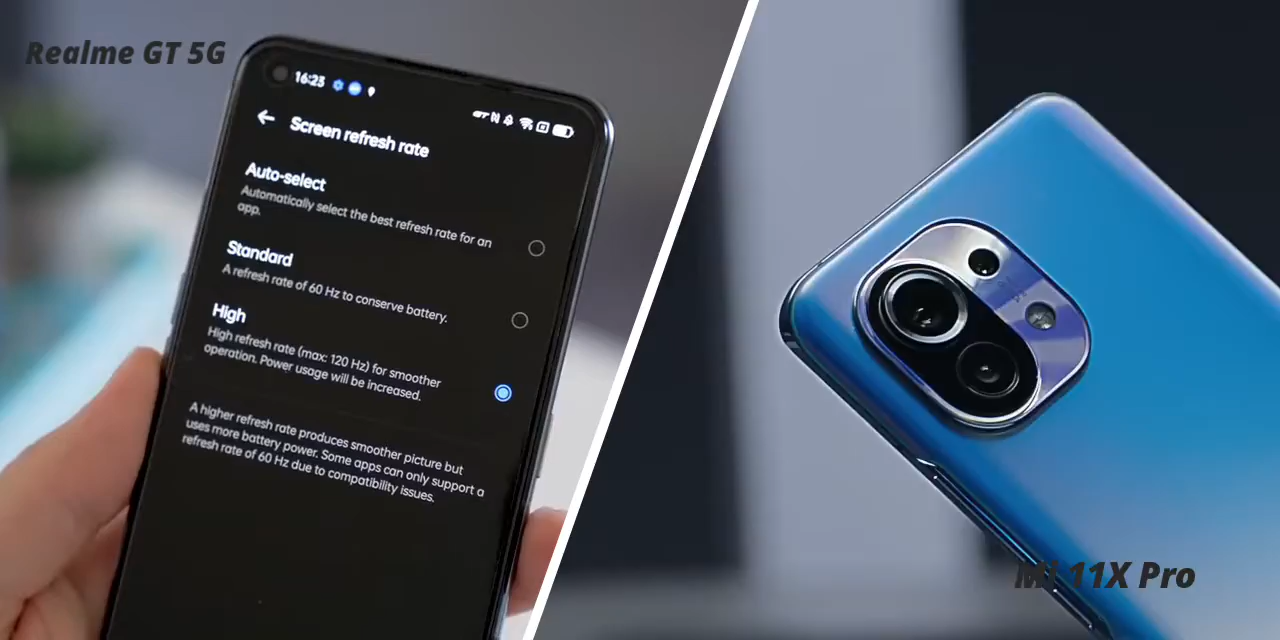 Realme GT 5G
16:23
Screen refresh rate
Auto-select
Automatically select the best refresh rate for an
app.
Standard
A refresh rate of 60 Hz to conserve battery.
High
High refresh rate (max: 120 Hz) for smoother
operation. Power usage will be increased.
A higher refresh rate produces smoother picture but
uses more battery power. Some apps can only support a
refresh rate of 60 Hz due to compatibility issues.
MI 11X Pro